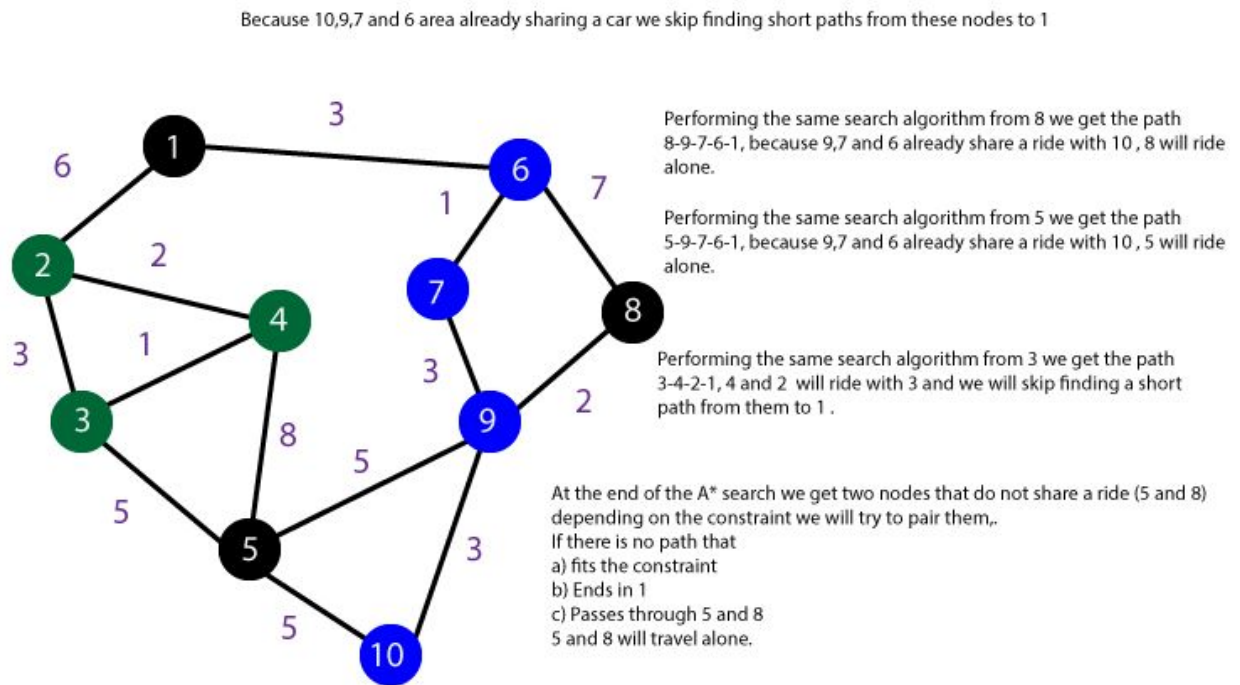 Because 10,9,7 and 6 area already sharing a car we skip finding short paths from these nodes to 1
3
Performing the same search algorithm from 8 we get the path
8-9-7-6-1, because 9,7 and 6 already share a ride with 10 , 8 will ride
alone.
1
6
6
1
7
Performing the same search algorithm from 5 we get the path
5-9-7-6-1, because 9,7 and 6 already share a ride with 10 , 5 will ride
alone.
2
2
7
8
4
3
1
Performing the same search algorithm from 3 we get the path
3-4-2-1, 4 and 2 will ride with 3 and we will skip finding a short
path from them to 1 .
3
2
3
9
8
5
At the end of the A* search we get two nodes that do not share a ride (5 and 8)
depending on the constraint we will try to pair them,.
If there is no path that
a) fits the constraint
b) Ends in 1
c) Passes through 5 and 8
5 and 8 will travel alone.
5
5
3
5
10